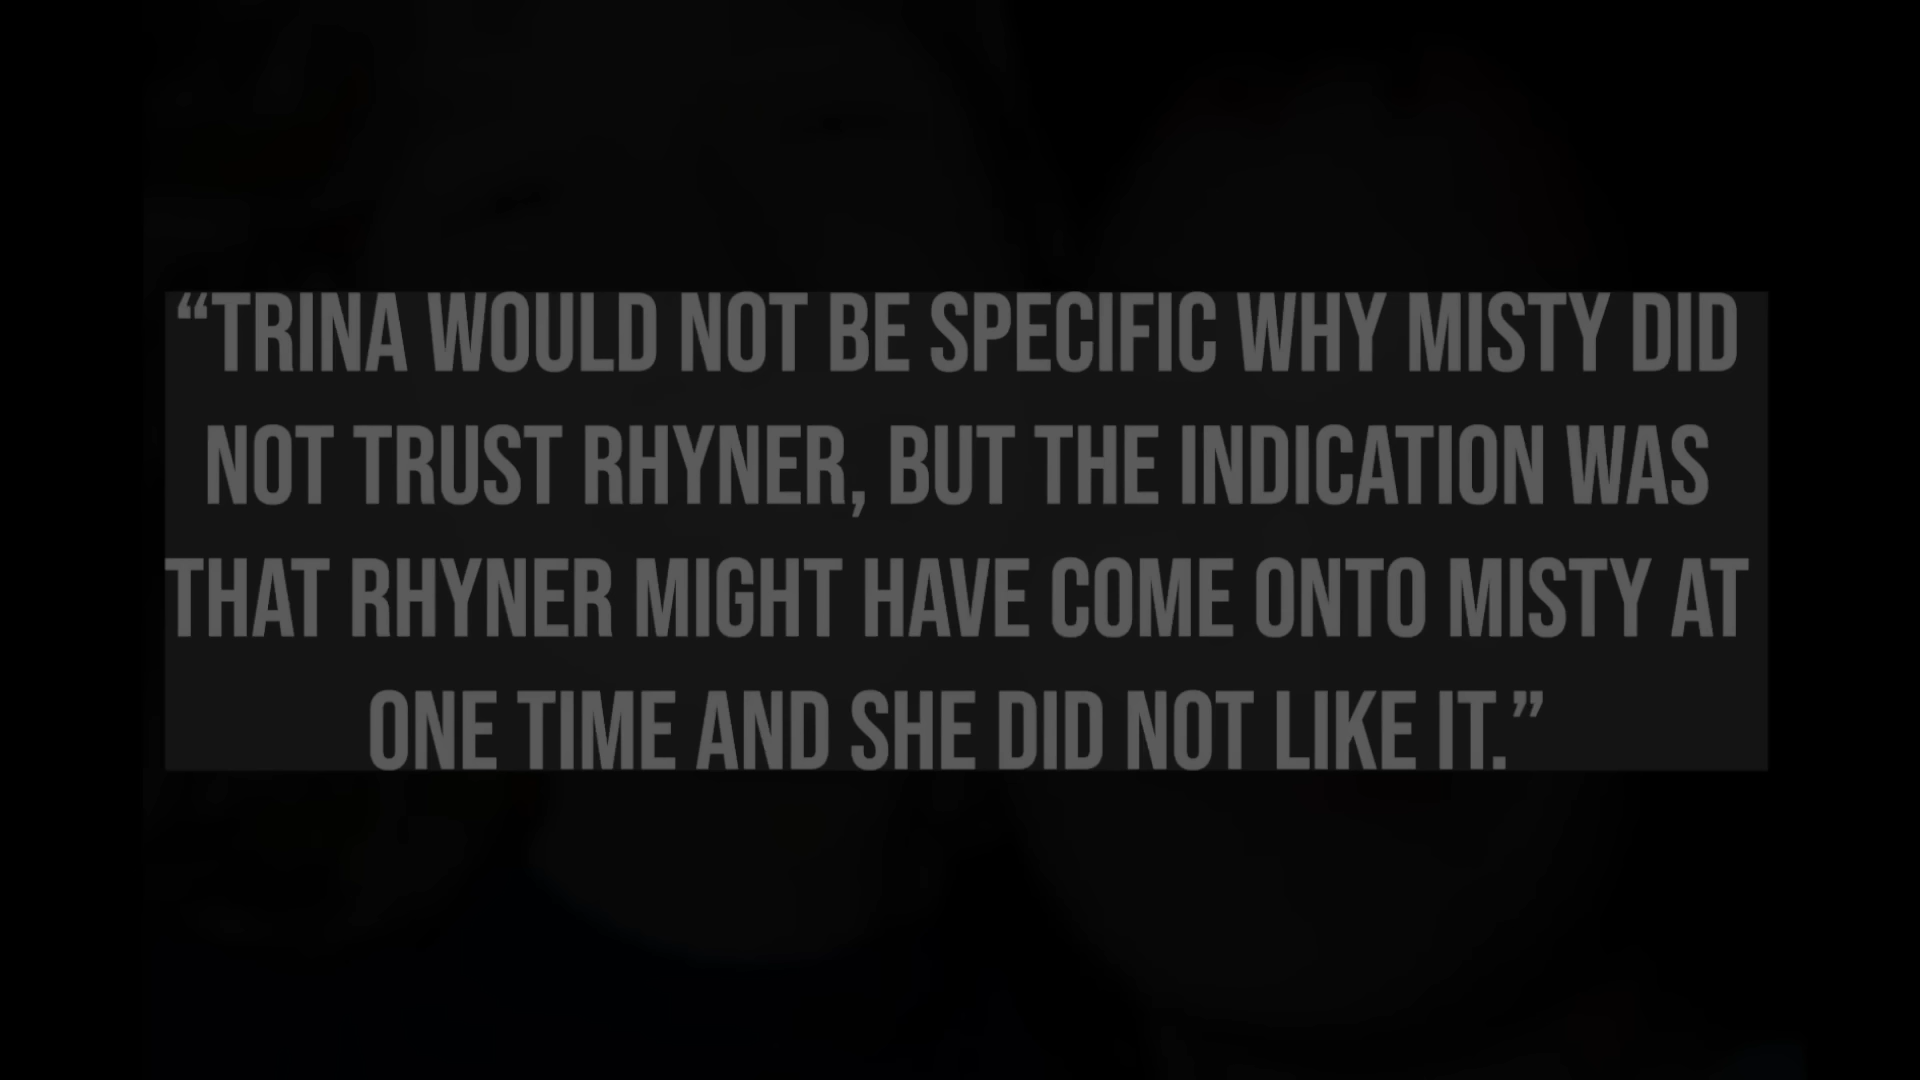 “TRINA WOULD NOT BE SPECIFIC WHY MISTY DID
NOT TRUST RHYNER, BUT THE INDICATION WAS
THAT RHYNER MIGHT HAVE COME ONTO MISTY AT
ONE TIME AND SHE DID NOT LIKE IT.”